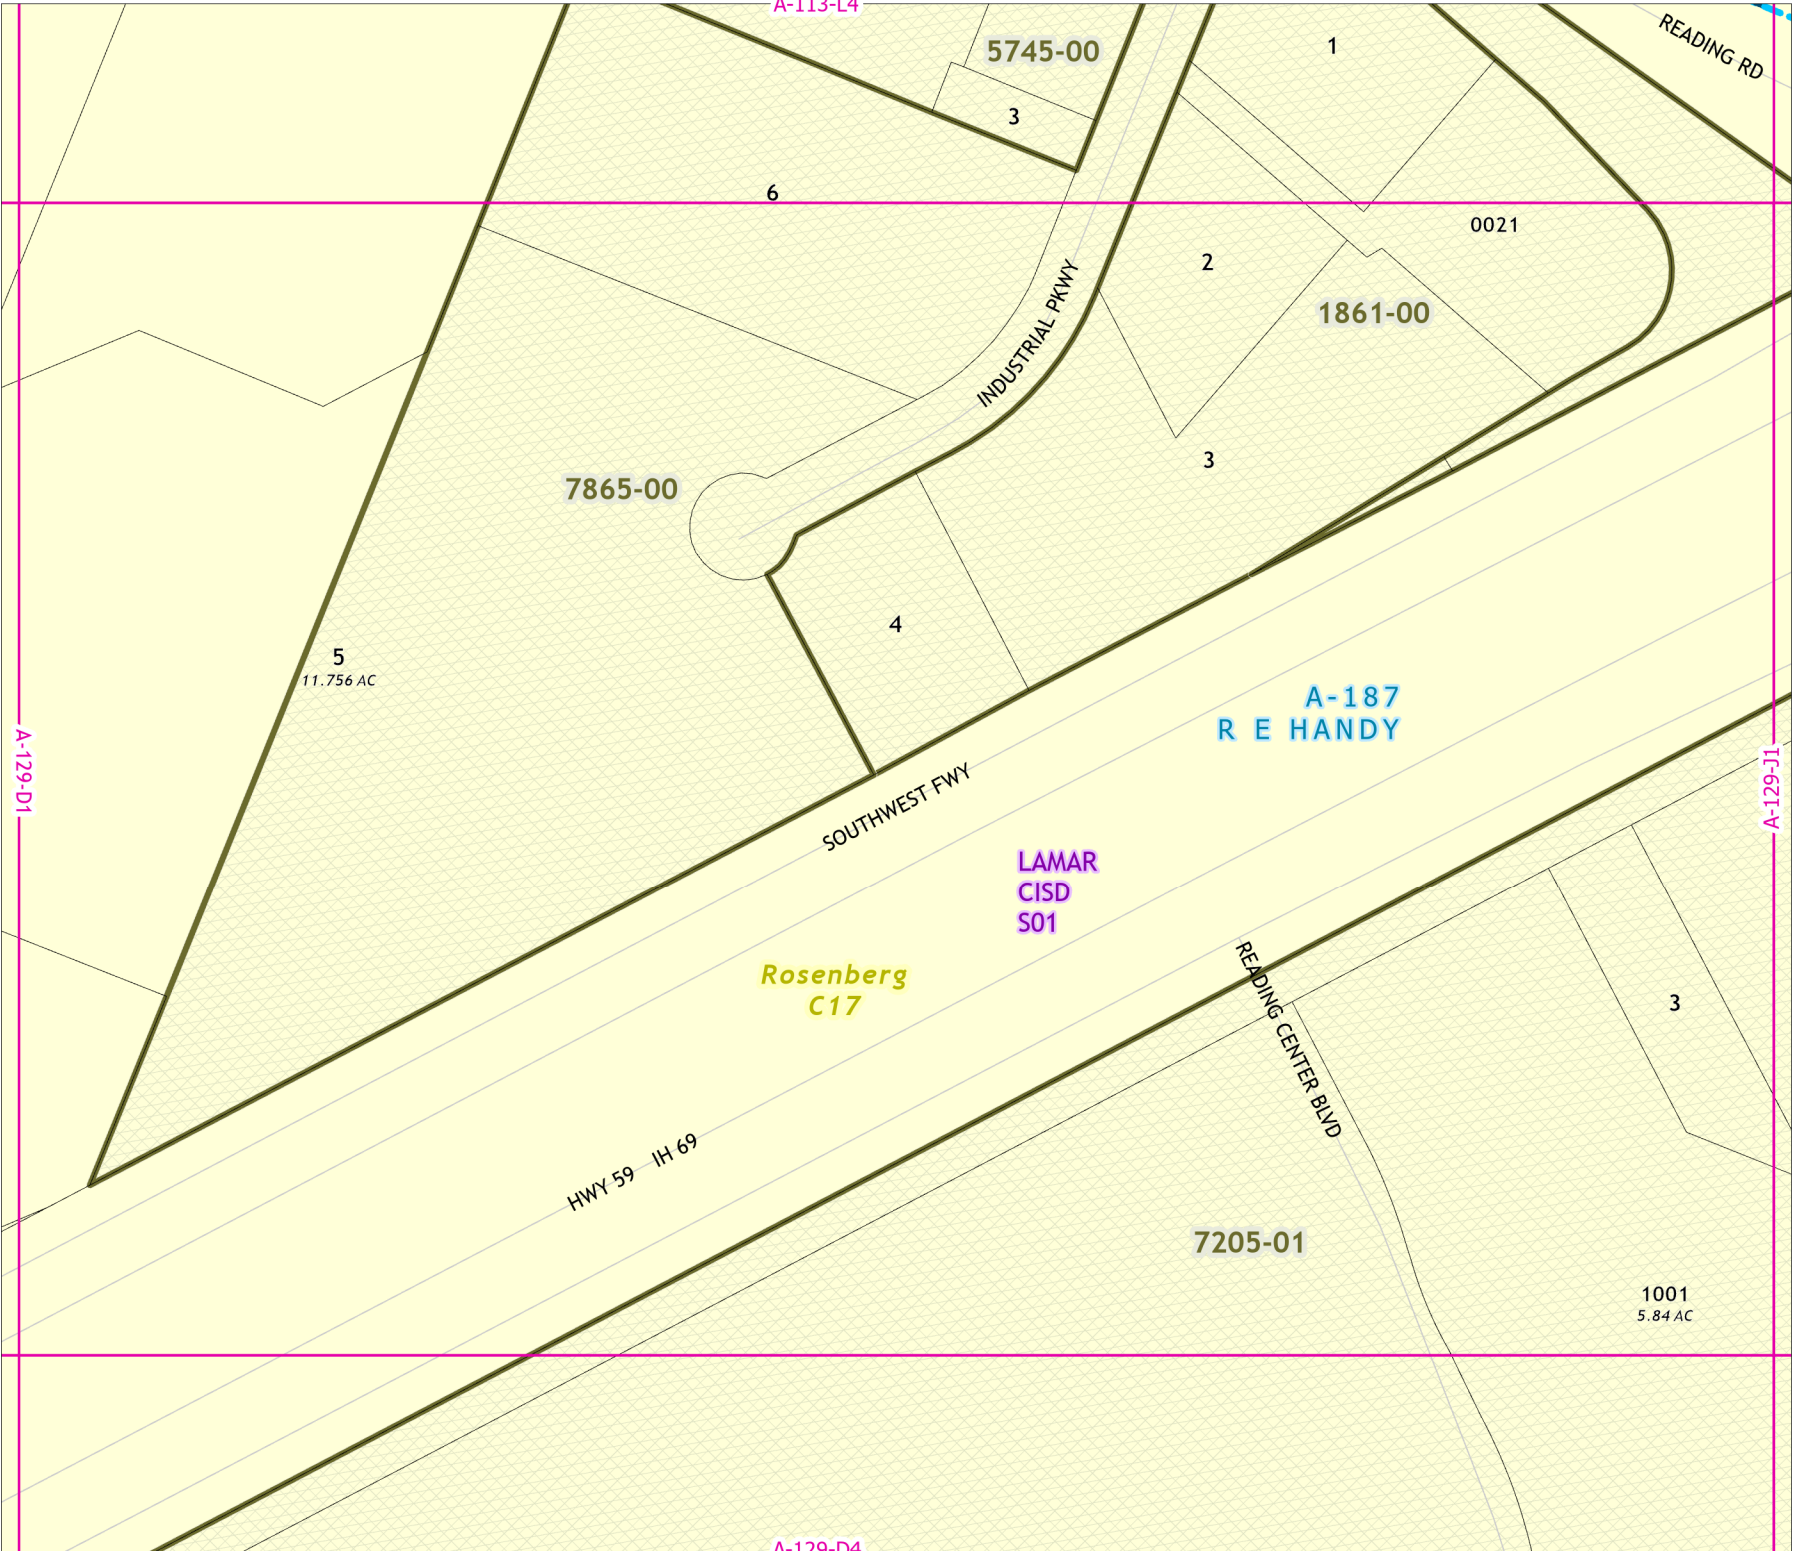 A-113-L4
READING RD
5745-00
1
3
6
0021
2
1861-00
INDUSTRIAL PKWY
3
7865-00
4
5
11.756 AC
A-187
R E HANDY
A-129-D1
A-129-J1
SOUTHWEST FWY
LAMAR
CISD
S01
Rosenberg
C17
READING CENTER BLVD
3
HWY 59 IH 69
7205-01
1001
5.84 AC
A-129-D4